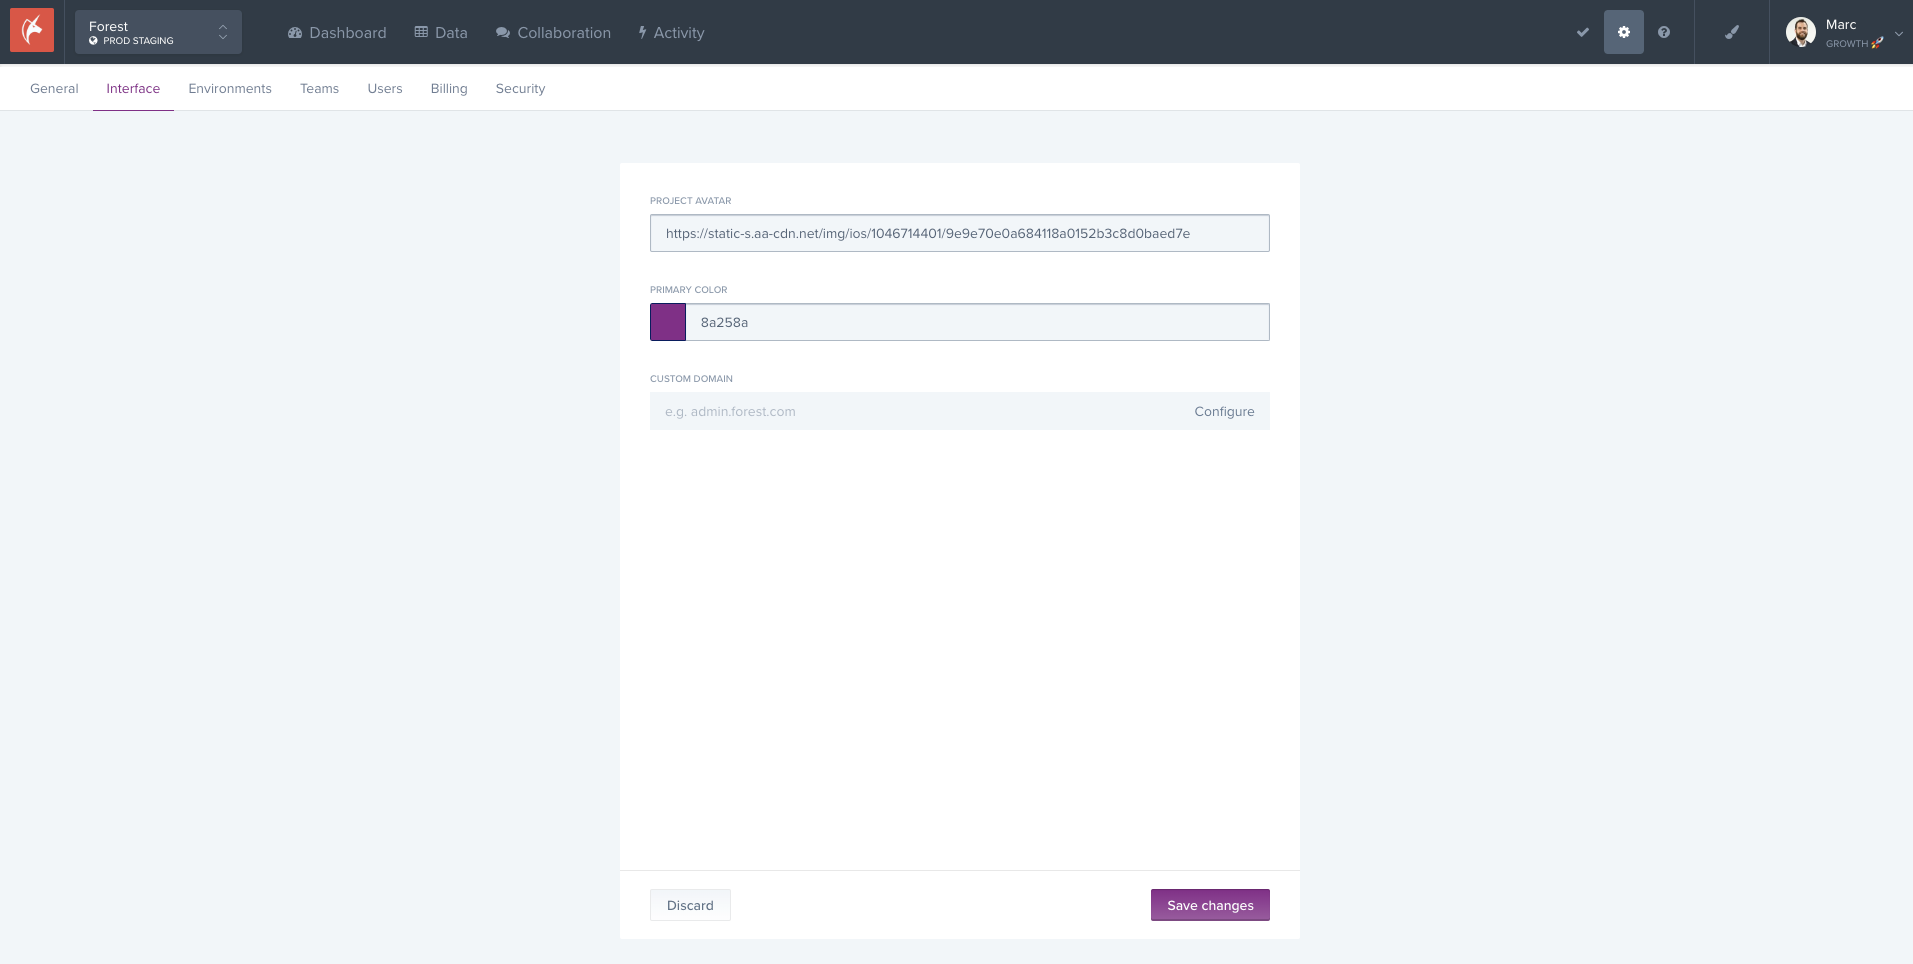 Forest
PROD STAGING
Dashboard
Data
Collaboration
Activity
Marc
GROWTH 🚀
General
Interface
Environments
Teams
Users
Billing
Security
PROJECT AVATAR
https://static-s.aa-cdn.net/img/ios/1046714401/9e9e70e0a684118a0152b3c8d0baed7e
PRIMARY COLOR
8a258a
CUSTOM DOMAIN
e.g. admin.forest.com
Configure
Discard
Save changes